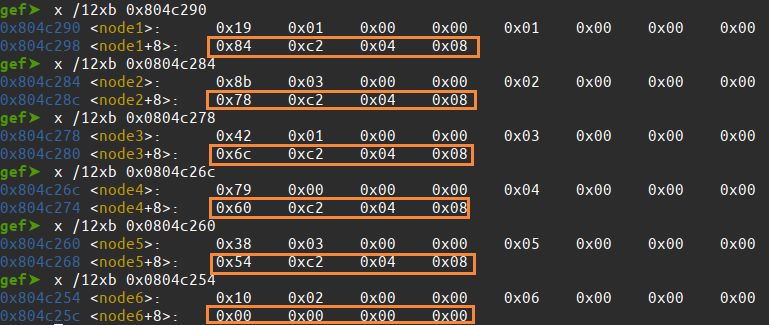 gef➤ x /12xb 0x804c290
0x804c290 <node1>: 0x19 0x01 0x00 0x00 0x01 0x00 0x00 0x00
0x804c298 <node1+8>: 0x84 0xc2 0x04 0x08
gef➤ x /12xb 0x0804c284
0x804c284 <node2>: 0x8b 0x03 0x00 0x00 0x02 0x00 0x00 0x00
0x804c28c <node2+8>: 0x78 0xc2 0x04 0x08
gef➤ x /12xb 0x0804c278
0x804c278 <node3>: 0x42 0x01 0x00 0x00 0x03 0x00 0x00 0x00
0x804c280 <node3+8>: 0x6c 0xc2 0x04 0x08
gef➤ x /12xb 0x0804c26c
0x804c26c <node4>: 0x79 0x00 0x00 0x00 0x04 0x00 0x00 0x00
0x804c274 <node4+8>: 0x60 0xc2 0x04 0x08
gef➤ x /12xb 0x0804c260
0x804c260 <node5>: 0x38 0x03 0x00 0x00 0x05 0x00 0x00 0x00
0x804c268 <node5+8>: 0x54 0xc2 0x04 0x08
gef➤ x /12xb 0x0804c254
0x804c254 <node6>: 0x10 0x02 0x00 0x00 0x06 0x00 0x00 0x00
0x804c25c <node6+8>: 0x00 0x00 0x00 0x00